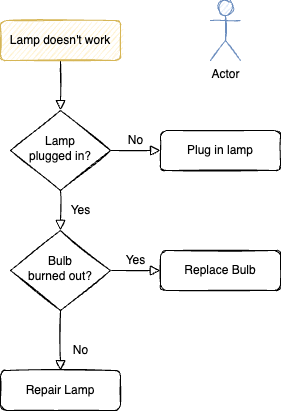 Lamp doesn't work
Actor
Lamp
plugged in?
No
Plug in lamp
Yes
Bulb
burned out?
Yes
Replace Bulb
No
Repair Lamp